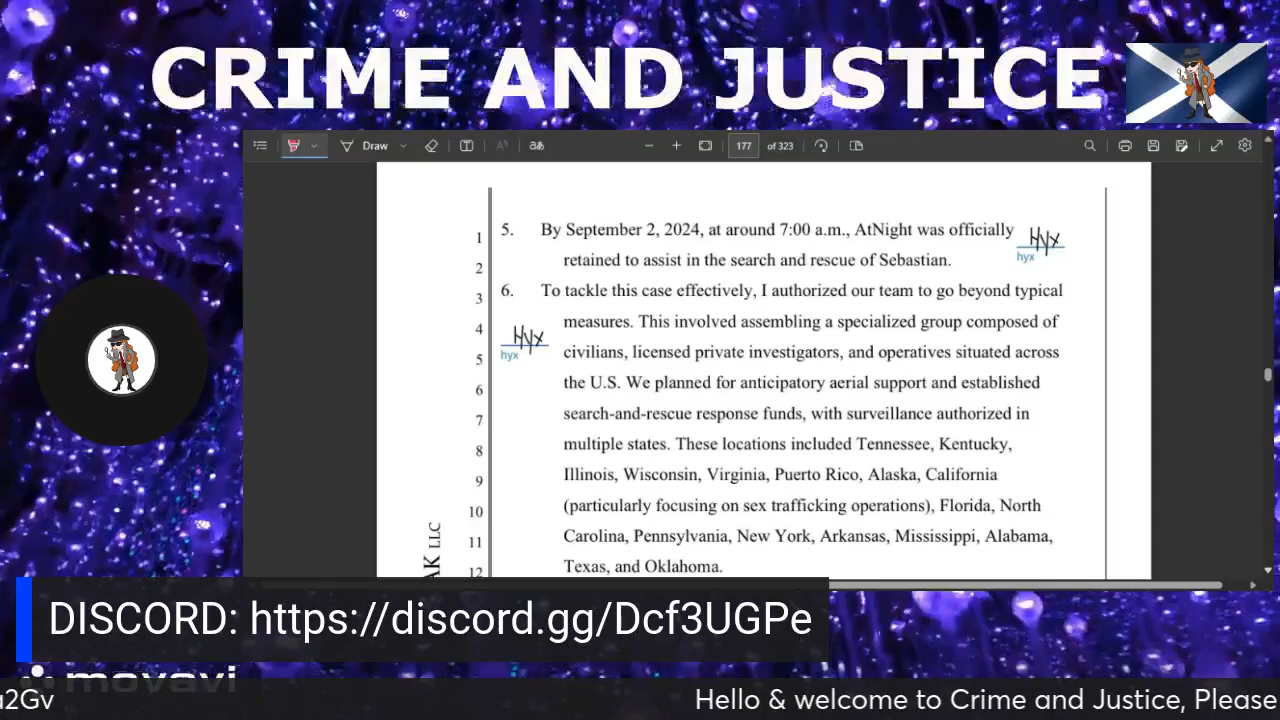 CRIME AND JUSTICE
Draw
177 of 323
5. By September 2, 2024, at around 7:00 a.m., AtNight was officially
retained to assist in the search and rescue of Sebastian.
6. To tackle this case effectively, I authorized our team to go beyond typical
measures. This involved assembling a specialized group composed of
civilians, licensed private investigators, and operatives situated across
the U.S. We planned for anticipatory aerial support and established
search-and-rescue response funds, with surveillance authorized in
multiple states. These locations included Tennessee, Kentucky,
Illinois, Wisconsin, Virginia, Puerto Rico, Alaska, California
(particularly focusing on sex trafficking operations), Florida, North
Carolina, Pennsylvania, New York, Arkansas, Mississippi, Alabama,
Texas, and Oklahoma.
1
2
3
4
5
6
7
8
9
10
11
12
Hyx
hyx
Hyx
hyx
AK LLC
DISCORD: https://discord.gg/Dcf3UGPe
movavi
a2Gv
Hello & welcome to Crime and Justice, Please